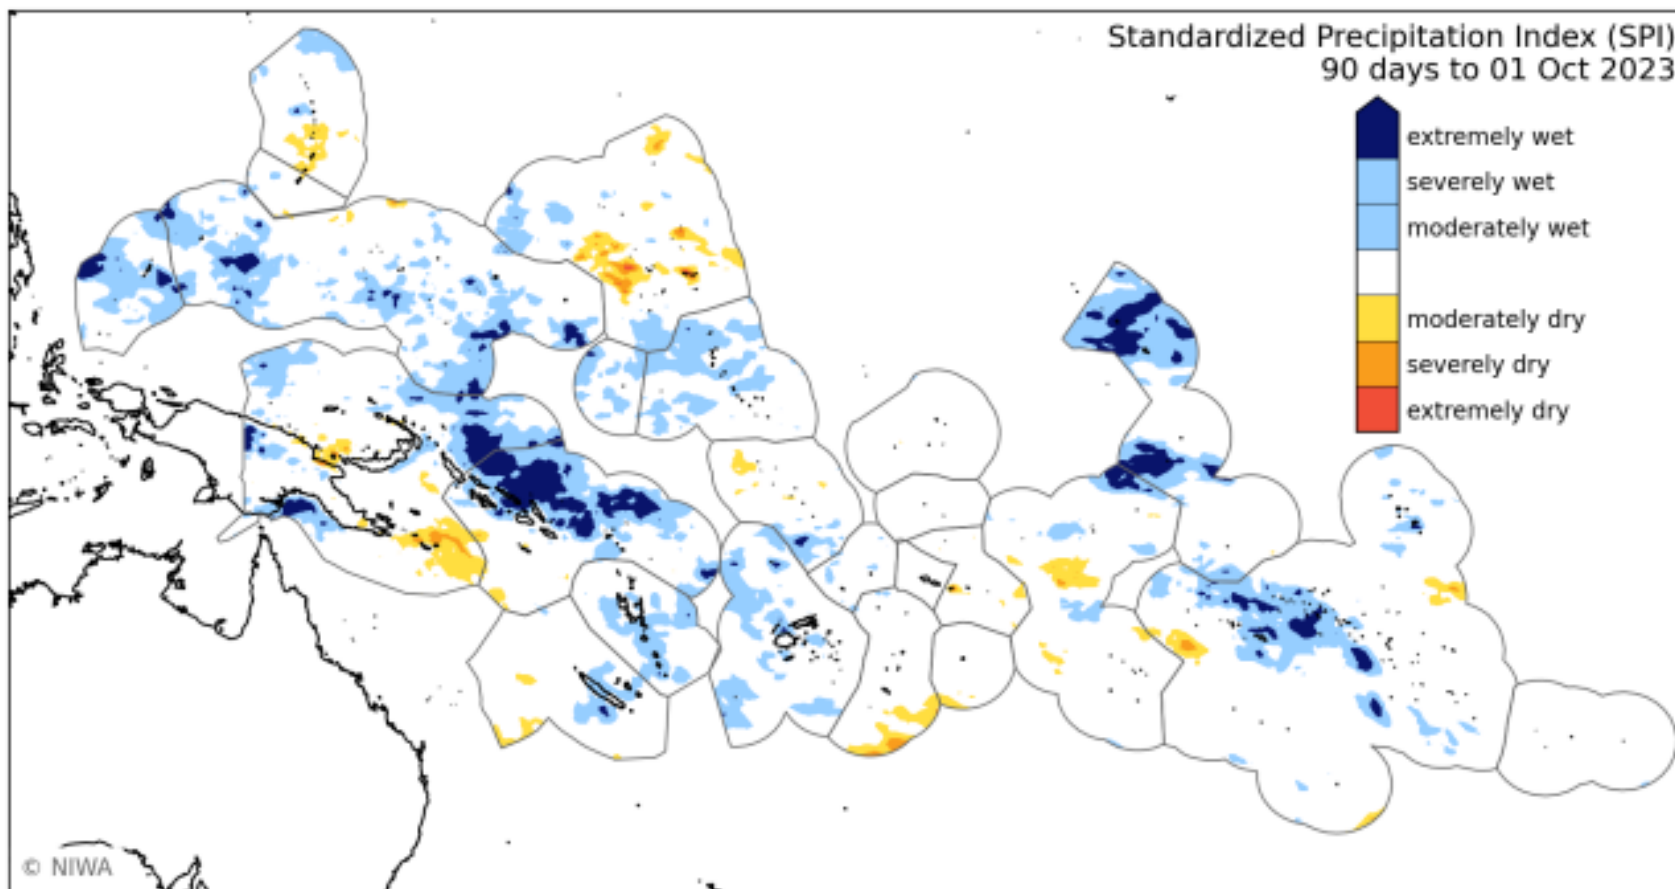 Standardized Precipitation Index (SPI)
90 days to 01 Oct 2023
extremely wet
severely wet
moderately wet
moderately dry
severely dry
extremely dry
© NIWA